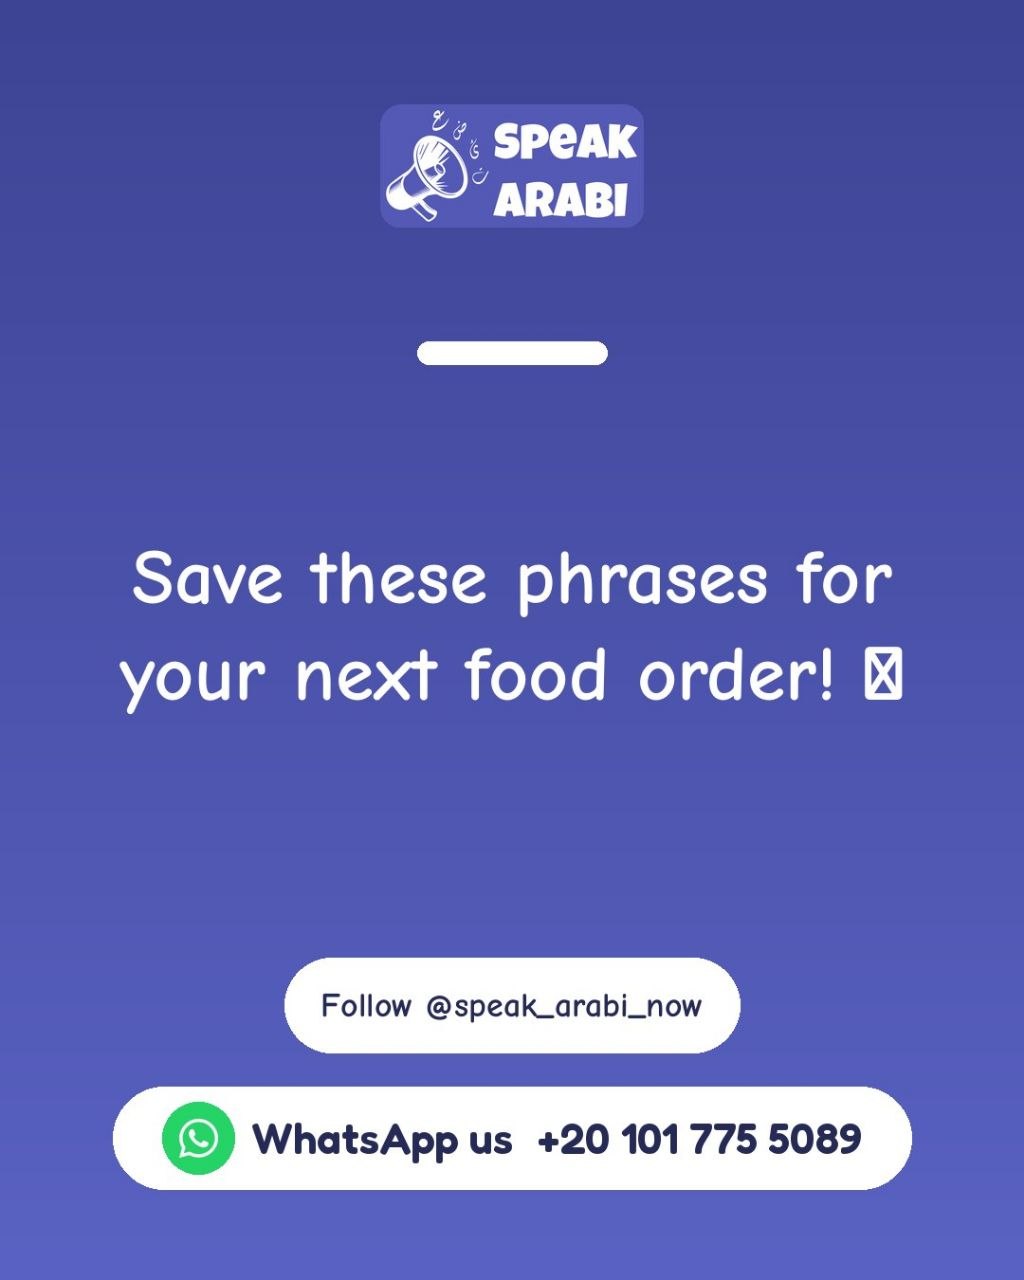 SPEAK
ARABI
Save these phrases for
your next food order!
Follow @speak_arabi_now
WhatsApp us +20 101 775 5089